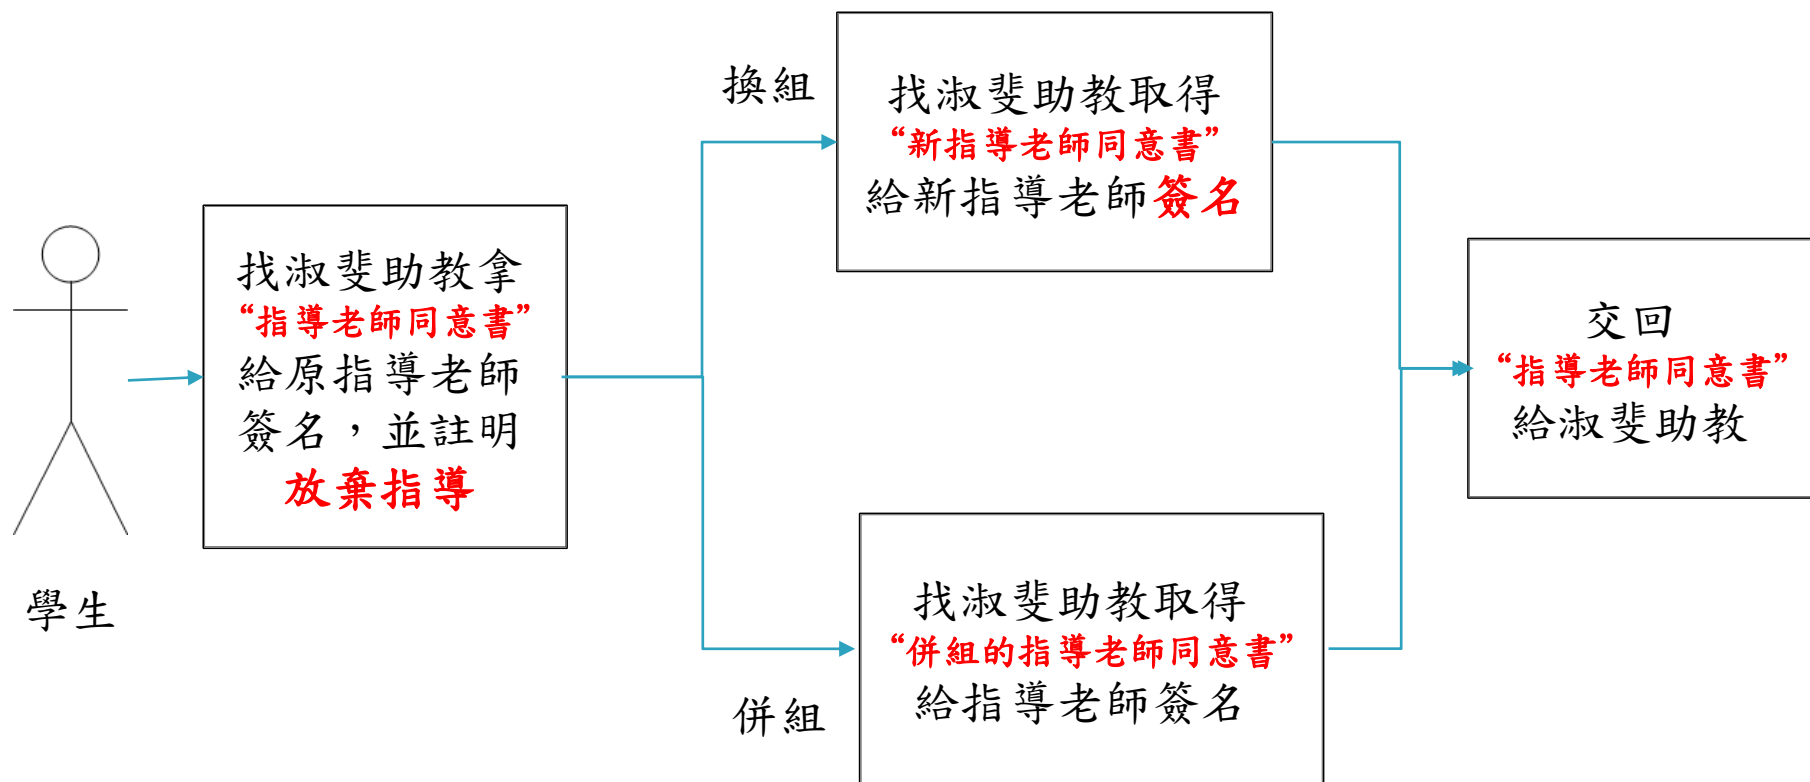 學生
找淑斐助教拿
“指導老師同意書”
給原指導老師
簽名，並註明
放棄指導
換組
找淑斐助教取得
“新指導老師同意書”
給新指導老師簽名
併組
找淑斐助教取得
“併組的指導老師同意書”
給指導老師簽名
交回
“指導老師同意書”
給淑斐助教